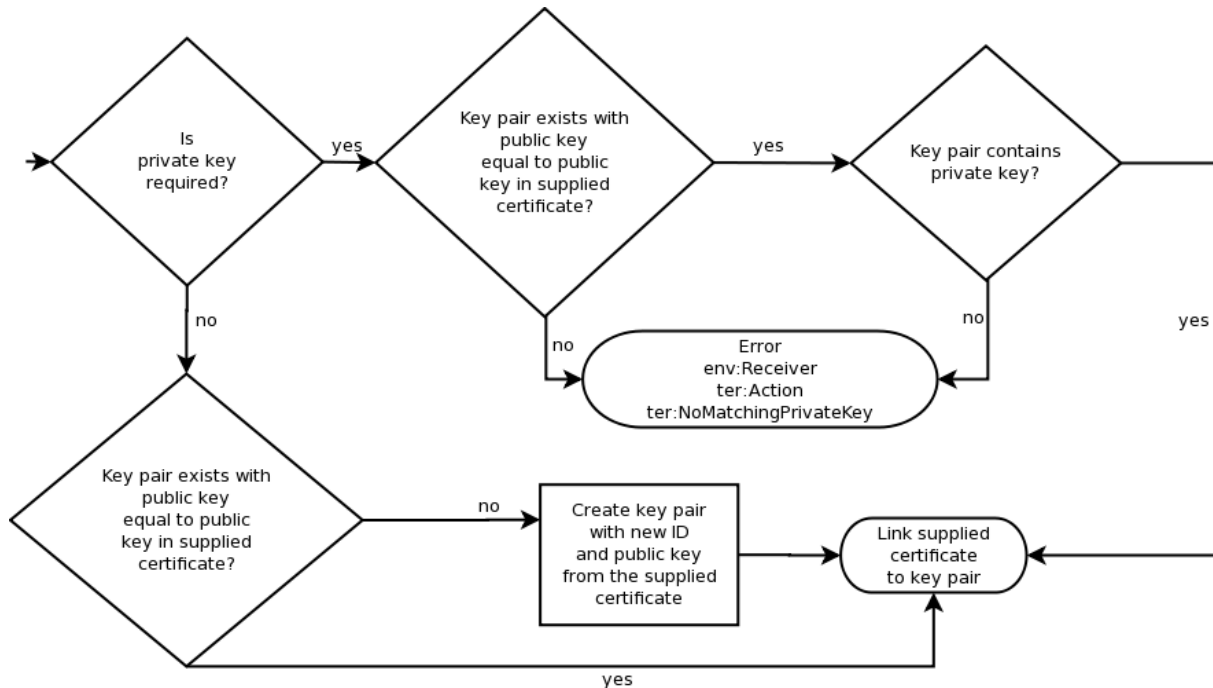 Is
private key
required?
yes
Key pair exists with
public key
equal to public
key in supplied
certificate?
yes
Key pair contains
private key?
no
no
no
yes
Error
env:Receiver
ter:Action
ter:NoMatchingPrivateKey
Key pair exists with
public key
equal to public
key in supplied
certificate?
no
Create key pair
with new ID
and public key
from the supplied
certificate
Link supplied
certificate
to key pair
yes